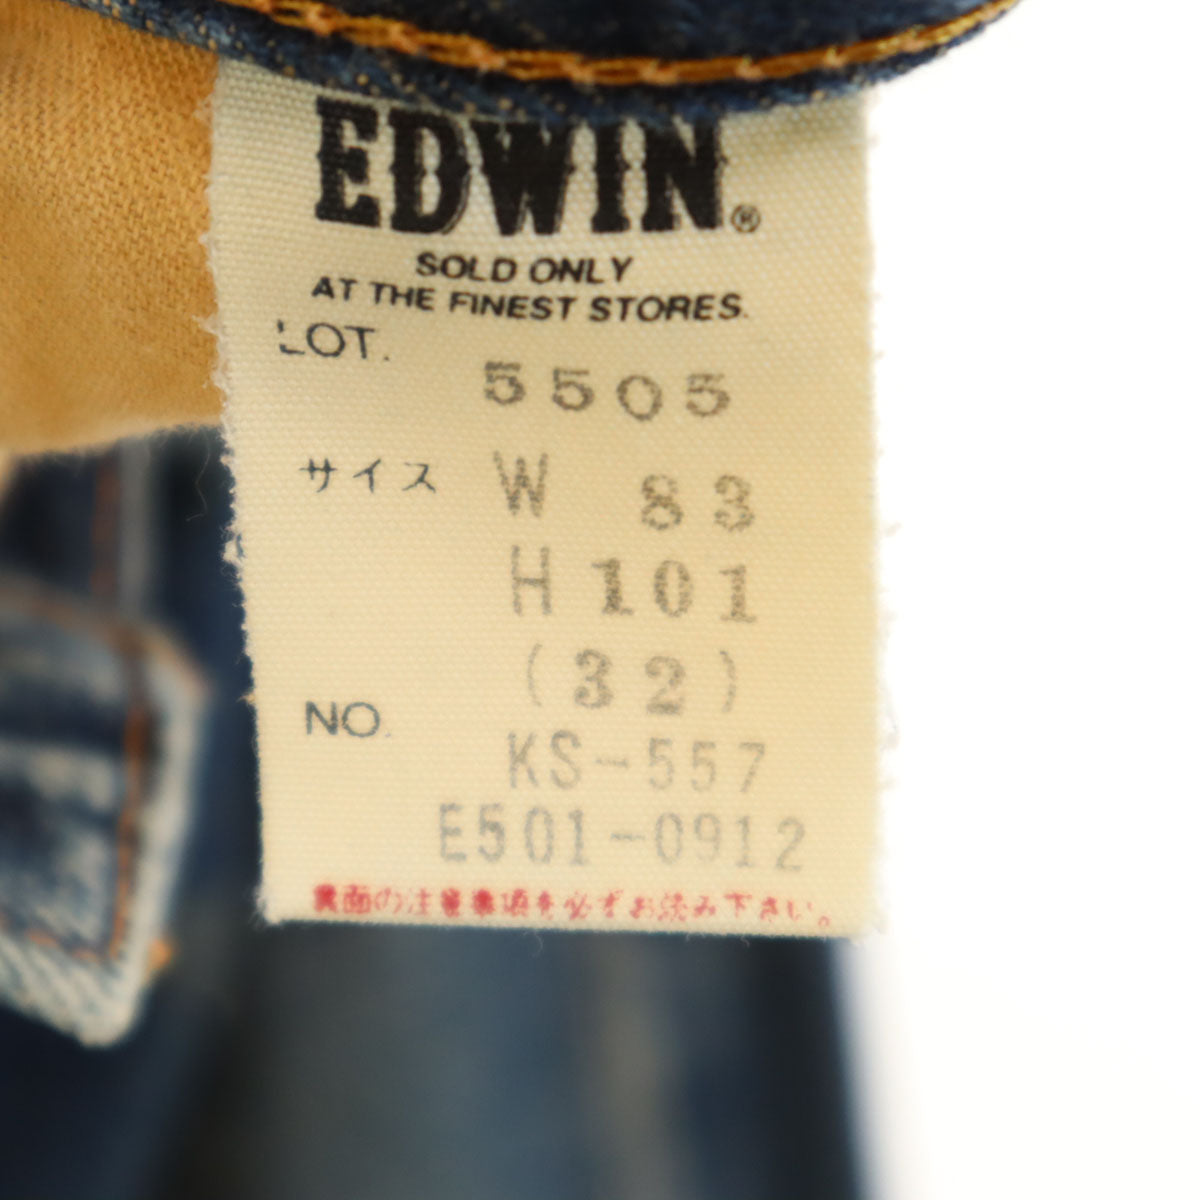 EDWIN®
SOLD ONLY
AT THE FINEST STORES.
LOT. 5505
サイズ W 83
H 101
(32)
NO.
KS-557
E501-0912
裏面の注意事項を必ずお読み下さい。